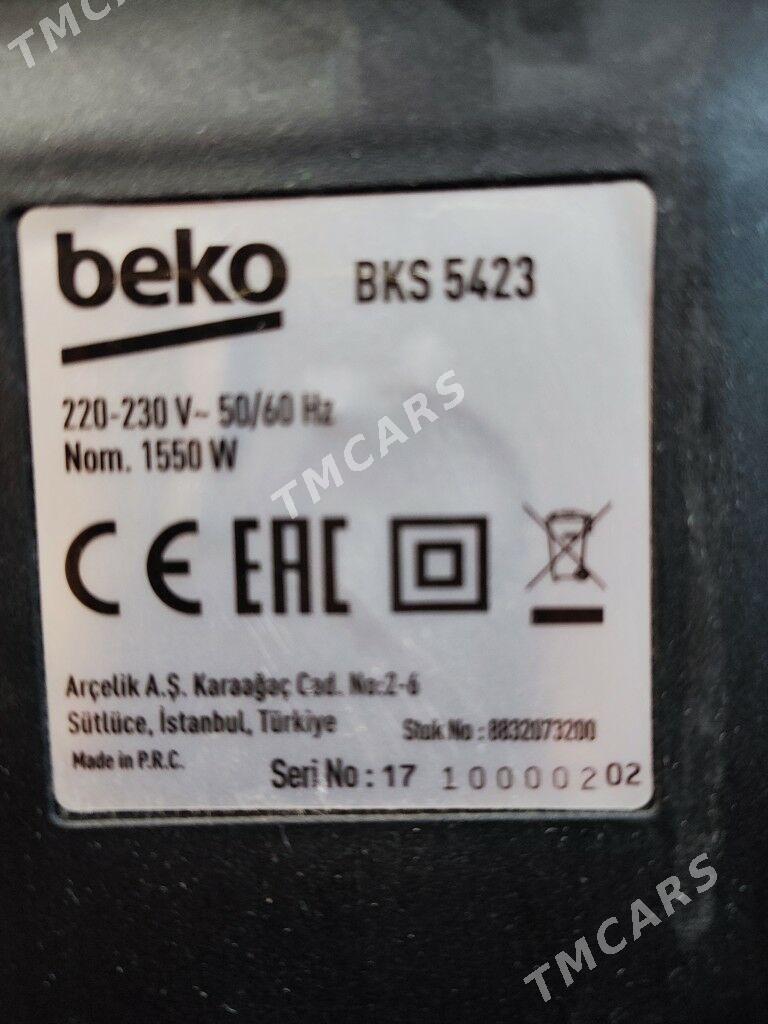 TMCARS
beko BKS 5423
220-230 V~ 50/60 Hz
Nom. 1550 W
TMCARS
CE EAC
Arçelik A.Ş. Karaağaç Cad. No:2-6
Sütlüce, İstanbul, Türkiye Stok No : 8832073200
Made in P.R.C. Seri No : 17 10000202
TMCARS